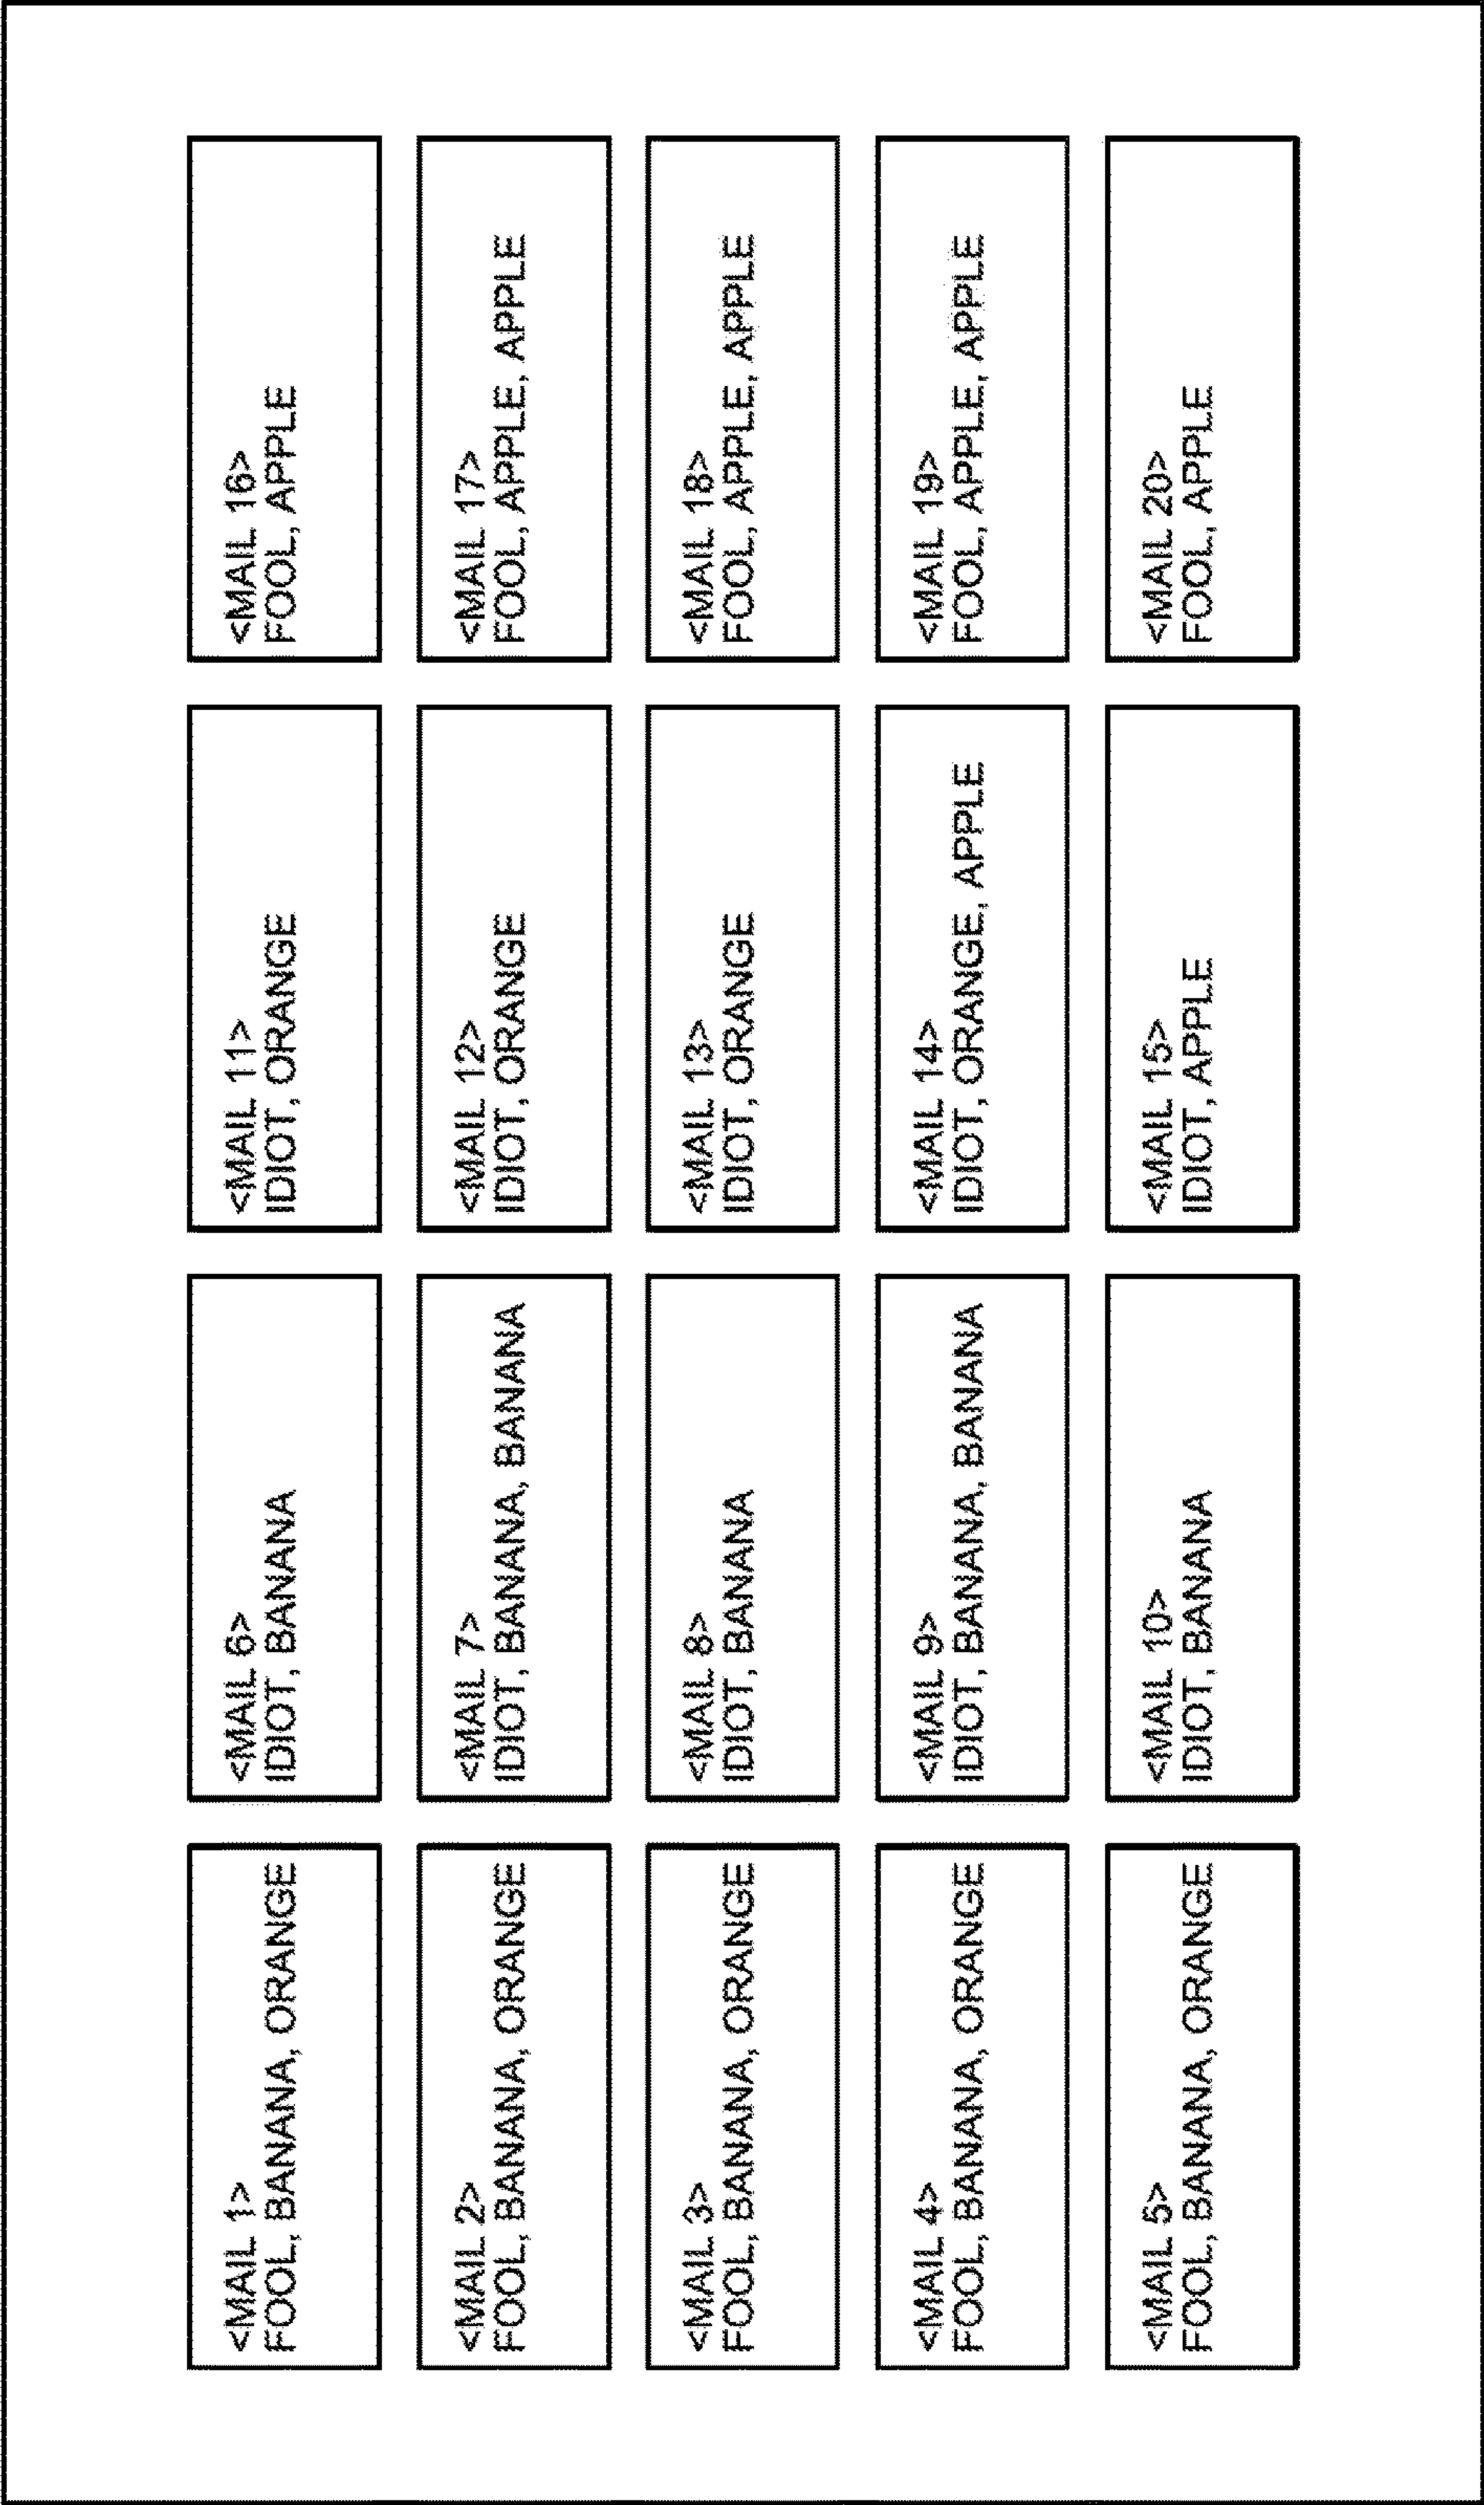 <MAIL 1>
FOOL, BANANA, ORANGE
<MAIL 2>
FOOL, BANANA, ORANGE
<MAIL 3>
FOOL, BANANA, ORANGE
<MAIL 4>
FOOL, BANANA, ORANGE
<MAIL 5>
FOOL, BANANA, ORANGE
<MAIL 6>
IDIOT, BANANA
<MAIL 7>
IDIOT, BANANA, BANANA
<MAIL 8>
IDIOT, BANANA
<MAIL 9>
IDIOT, BANANA, BANANA
<MAIL 10>
IDIOT, BANANA
<MAIL 11>
IDIOT, ORANGE
<MAIL 12>
IDIOT, ORANGE
<MAIL 13>
IDIOT, ORANGE
<MAIL 14>
IDIOT, ORANGE, APPLE
<MAIL 15>
IDIOT, APPLE
<MAIL 16>
FOOL, APPLE
<MAIL 17>
FOOL, APPLE, APPLE
<MAIL 18>
FOOL, APPLE, APPLE
<MAIL 19>
FOOL, APPLE, APPLE
<MAIL 20>
FOOL, APPLE